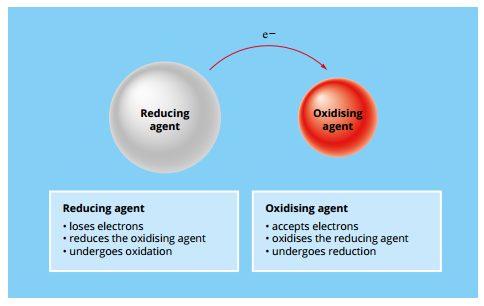 e−
Reducing
agent
Oxidising
agent
Reducing agent
• loses electrons
• reduces the oxidising agent
• undergoes oxidation
Oxidising agent
• accepts electrons
• oxidises the reducing agent
• undergoes reduction